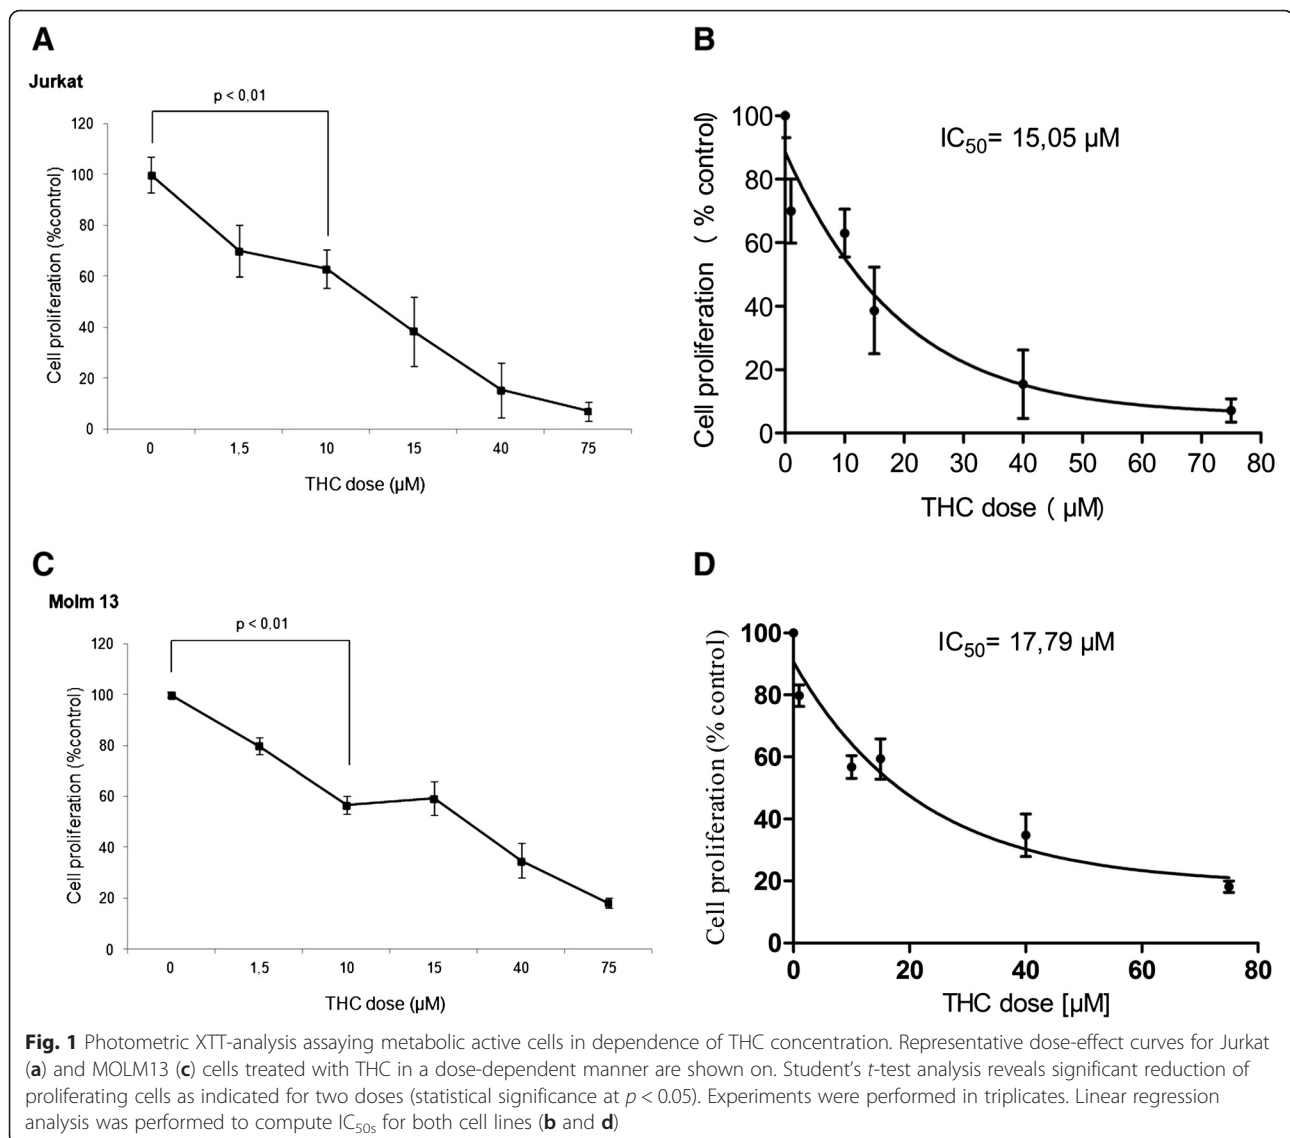 A
Jurkat
p < 0,01
120
100
80
60
40
20
0
Cell proliferation (%control)
0 1,5 10 15 40 75
THC dose (µM)
B
IC50= 15,05 µM
100
80
60
40
20
0
Cell proliferation ( % control)
0 10 20 30 40 50 60 70 80
THC dose ( µM)
C
Molm 13
p < 0,01
120
100
80
60
40
20
0
Cell proliferation (%control)
0 1,5 10 15 40 75
THC dose (µM)
D
IC50= 17,79 µM
100
80
60
40
20
0
Cell proliferation (% control)
0 20 40 60 80
THC dose [µM]
Fig. 1 Photometric XTT-analysis assaying metabolic active cells in dependence of THC concentration. Representative dose-effect curves for Jurkat
(a) and MOLM13 (c) cells treated with THC in a dose-dependent manner are shown on. Student's t-test analysis reveals significant reduction of
proliferating cells as indicated for two doses (statistical significance at p < 0.05). Experiments were performed in triplicates. Linear regression
analysis was performed to compute IC50s for both cell lines (b and d)